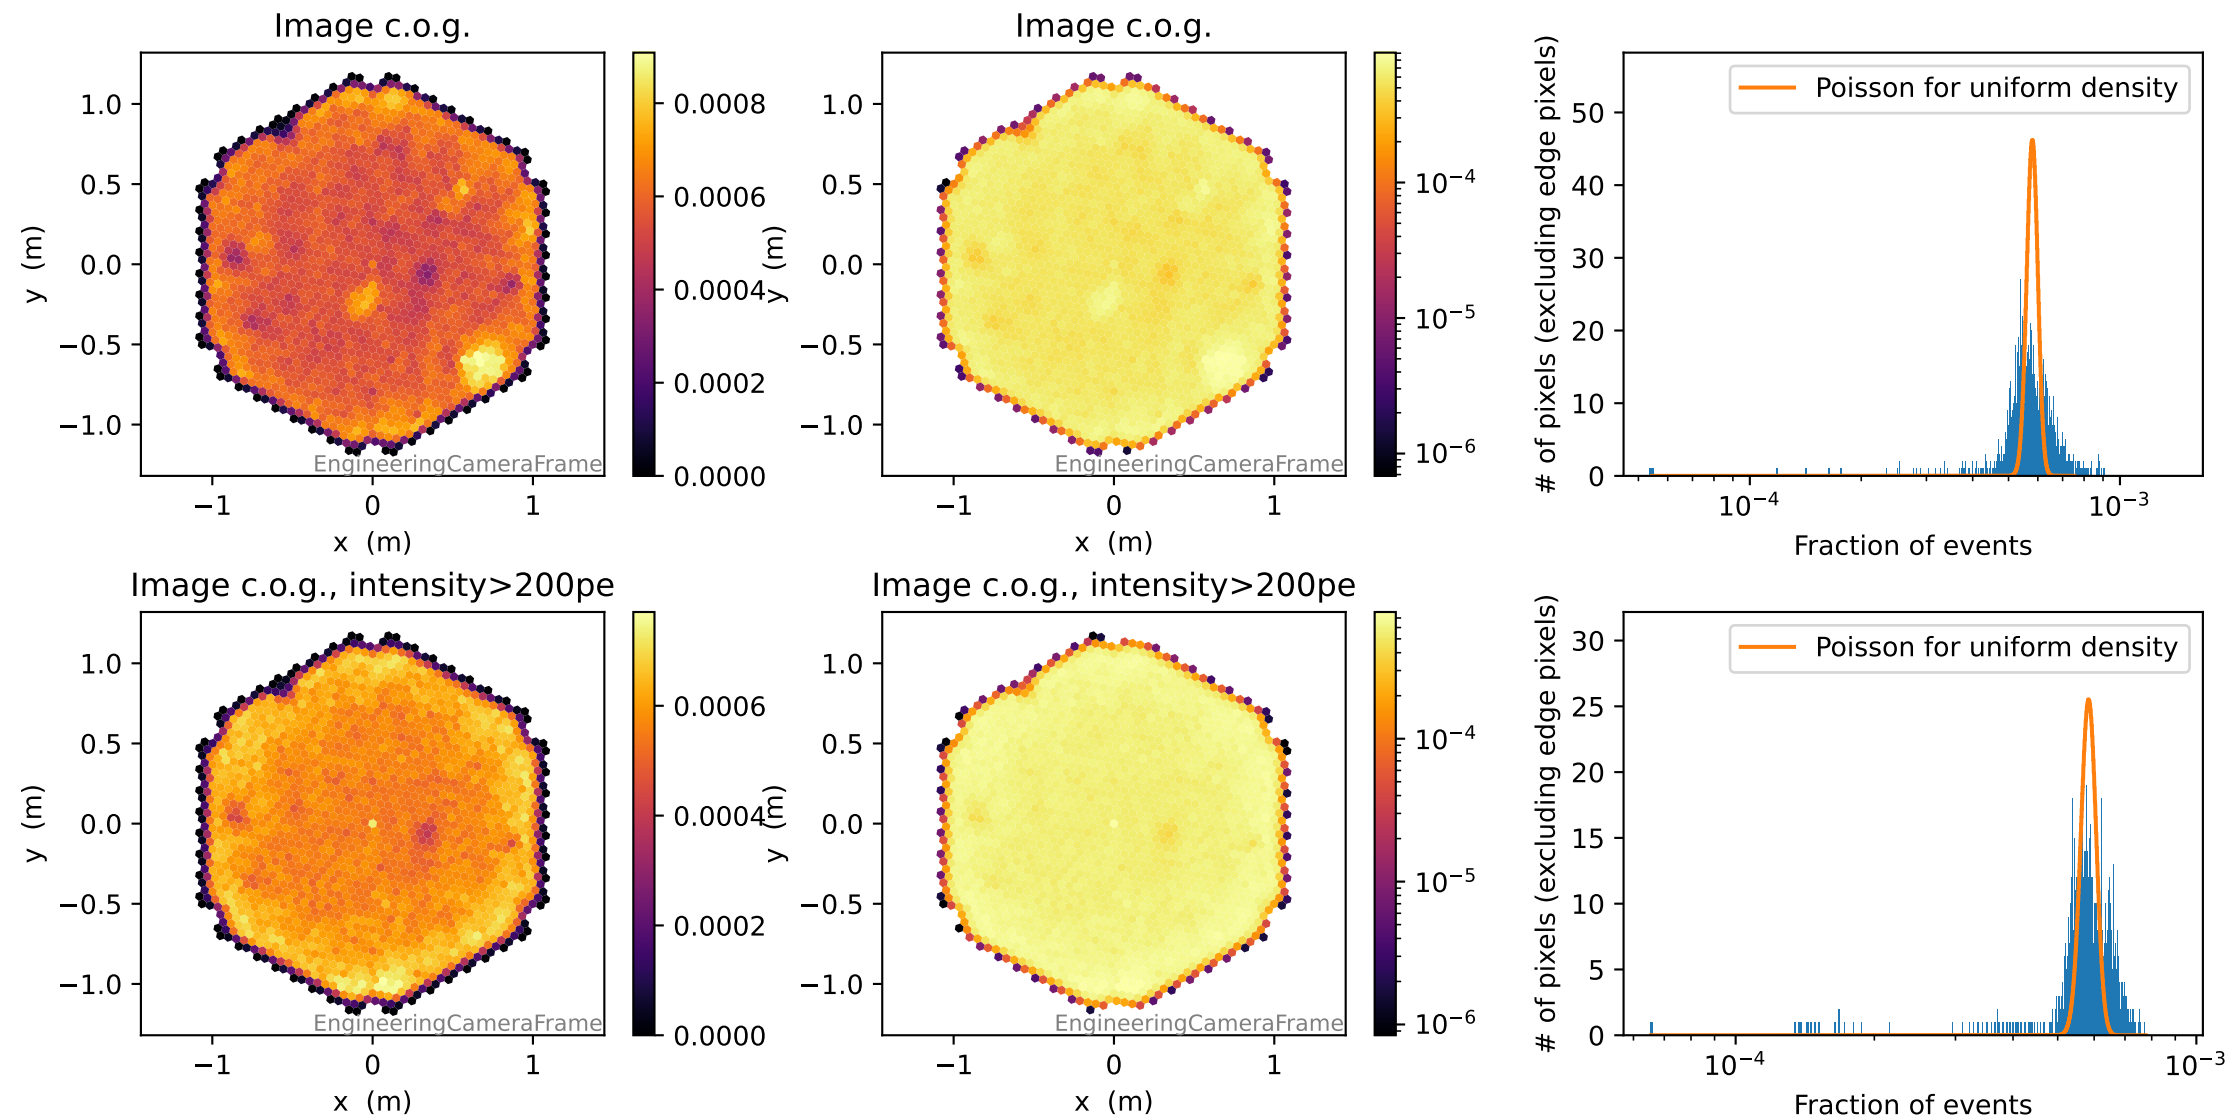 Image c.o.g.
y (m)
1.0
0.5
0.0
−0.5
−1.0
−1 0 1
x (m)
EngineeringCameraFrame
0.0008
0.0006
0.0004
0.0002
0.0000
Image c.o.g.
y (m)
1.0
0.5
0.0
−0.5
−1.0
−1 0 1
x (m)
EngineeringCameraFrame
10⁻⁴
10⁻⁵
10⁻⁶
# of pixels (excluding edge pixels)
50
40
30
20
10
0
Poisson for uniform density
10⁻⁴ 10⁻³
Fraction of events
Image c.o.g., intensity>200pe
y (m)
1.0
0.5
0.0
−0.5
−1.0
−1 0 1
x (m)
EngineeringCameraFrame
0.0006
0.0004
0.0002
0.0000
Image c.o.g., intensity>200pe
y (m)
1.0
0.5
0.0
−0.5
−1.0
−1 0 1
x (m)
EngineeringCameraFrame
10⁻⁴
10⁻⁵
10⁻⁶
# of pixels (excluding edge pixels)
30
25
20
15
10
5
0
Poisson for uniform density
10⁻⁴ 10⁻³
Fraction of events